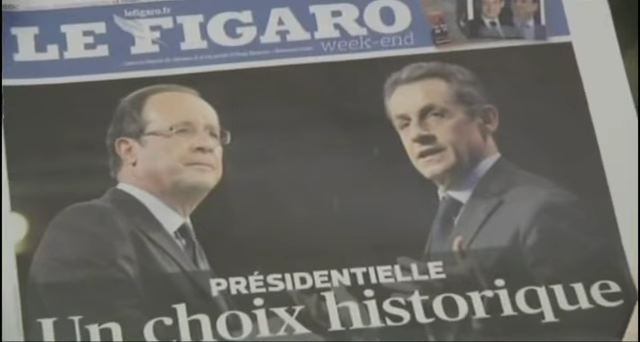 lefigaro.fr
LE FIGARO
week-end
PRÉSIDENTIELLE
Un choix historique